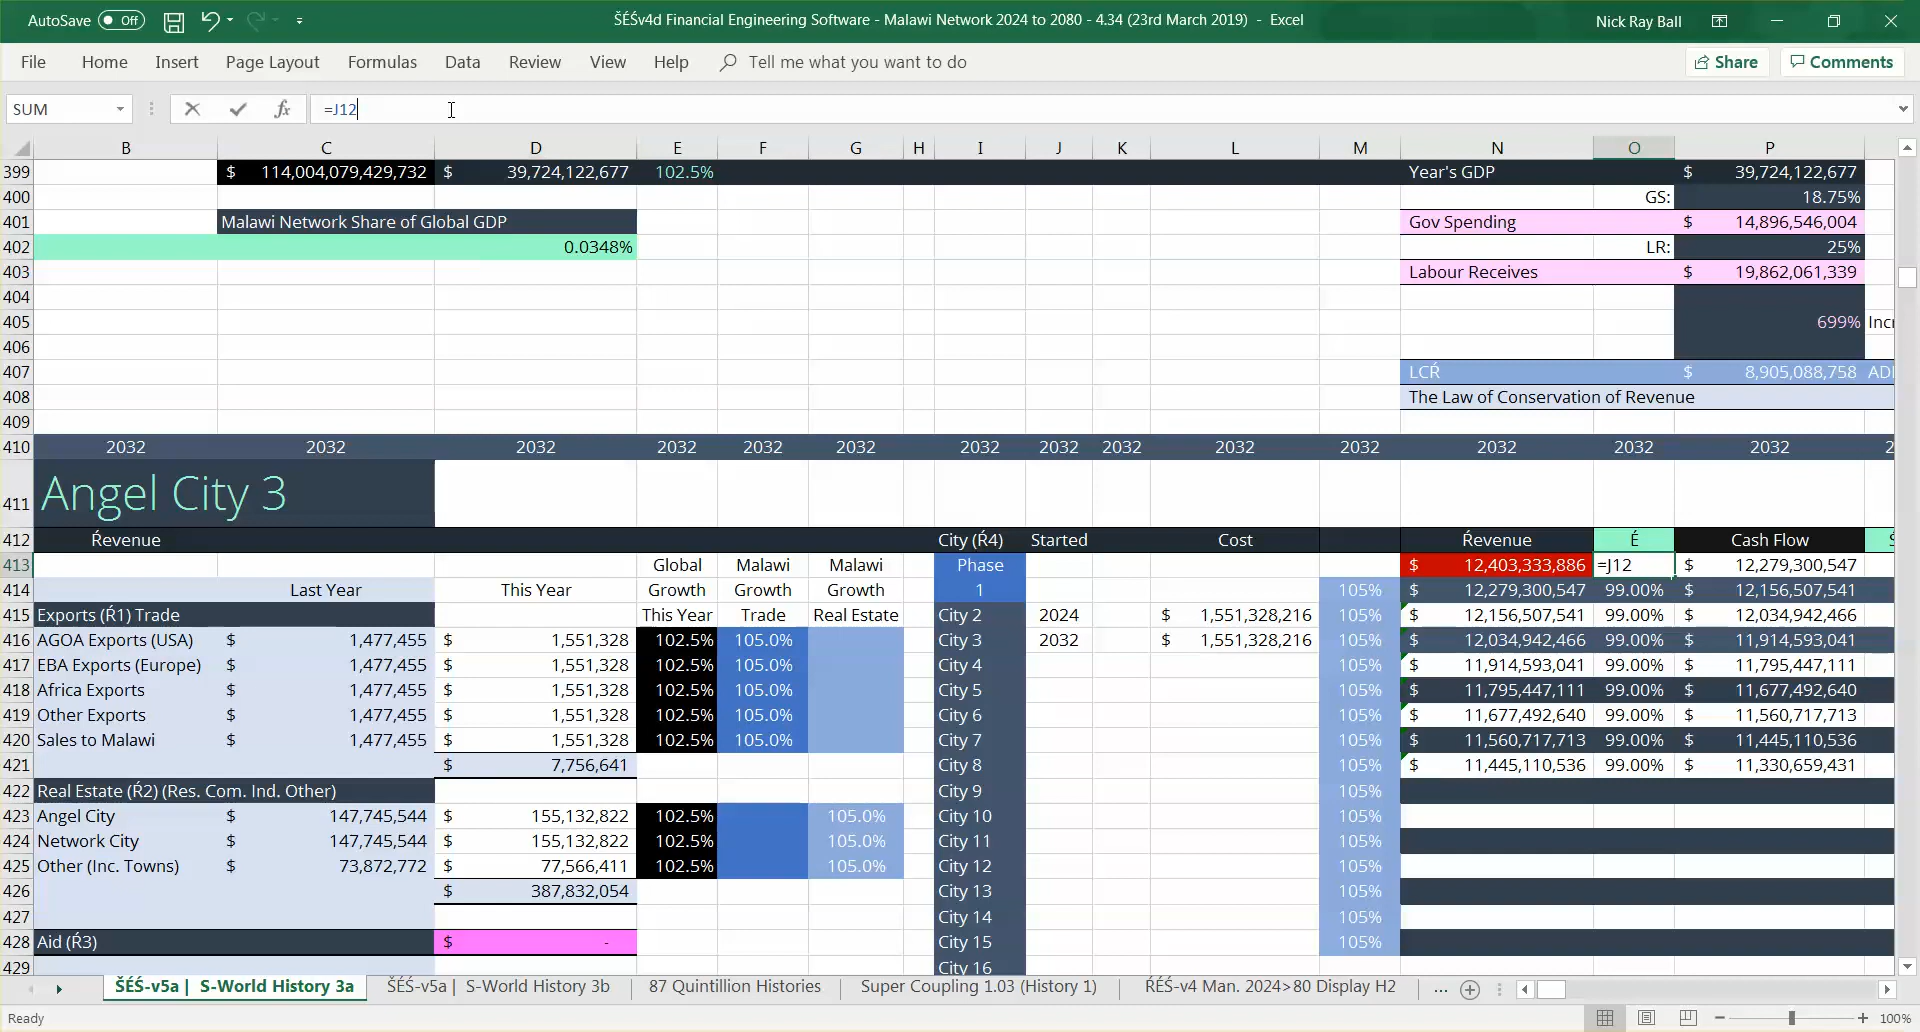 AutoSave Off ŠÉŚv4d Financial Engineering Software - Malawi Network 2024 to 2080 - 4.34 (23rd March 2019) - Excel Nick Ray Ball
File Home Insert Page Layout Formulas Data Review View Help Tell me what you want to do Share Comments
SUM fx =J12
B C D E F G H I J K L M N O P
399 $ 114,004,079,429,732 $ 39,724,122,677 102.5% Year's GDP $ 39,724,122,677
400 GS: 18.75%
401 Malawi Network Share of Global GDP Gov Spending $ 14,896,546,004
402 0.0348% LR: 25%
403 Labour Receives $ 19,862,061,339
404
405 699% Incr
406
407 LCŔ $ 8,905,088,758
408 The Law of Conservation of Revenue
409
410 2032 2032 2032 2032 2032 2032 2032 2032 2032 2032 2032 2032 2032 2032 2
411 Angel City 3
412 Ŕevenue City (Ŕ4) Started Cost Ŕevenue É Cash Flow
413 Global Malawi Malawi Phase $ 12,403,333,886 =J12 $ 12,279,300,547
414 Last Year This Year Growth Growth Growth 1 105% $ 12,279,300,547 99.00% $ 12,156,507,541
415 Exports (Ŕ1) Trade This Year Trade Real Estate City 2 2024 $ 1,551,328,216 105% $ 12,156,507,541 99.00% $ 12,034,942,466
416 AGOA Exports (USA) $ 1,477,455 $ 1,551,328 102.5% 105.0% City 3 2032 $ 1,551,328,216 105% $ 12,034,942,466 99.00% $ 11,914,593,041
417 EBA Exports (Europe) $ 1,477,455 $ 1,551,328 102.5% 105.0% City 4 105% $ 11,914,593,041 99.00% $ 11,795,447,111
418 Africa Exports $ 1,477,455 $ 1,551,328 102.5% 105.0% City 5 105% $ 11,795,447,111 99.00% $ 11,677,492,640
419 Other Exports $ 1,477,455 $ 1,551,328 102.5% 105.0% City 6 105% $ 11,677,492,640 99.00% $ 11,560,717,713
420 Sales to Malawi $ 1,477,455 $ 1,551,328 102.5% 105.0% City 7 105% $ 11,560,717,713 99.00% $ 11,445,110,536
421 $ 7,756,641 City 8 105% $ 11,445,110,536 99.00% $ 11,330,659,431
422 Real Estate (Ŕ2) (Res. Com. Ind. Other) City 9 105%
423 Angel City $ 147,745,544 $ 155,132,822 102.5% 105.0% City 10 105%
424 Network City $ 147,745,544 $ 155,132,822 102.5% 105.0% City 11 105%
425 Other (Inc. Towns) $ 73,872,772 $ 77,566,411 102.5% 105.0% City 12 105%
426 $ 387,832,054 City 13 105%
427 City 14 105%
428 Aid (Ŕ3) $ - City 15 105%
429 City 16
ŠÉŚ-v5a | S-World History 3a ŠÉŚ-v5a | S-World History 3b 87 Quintillion Histories Super Coupling 1.03 (History 1) ŔÉŚ-v4 Man. 2024>80 Display H2 ...
Ready 100%